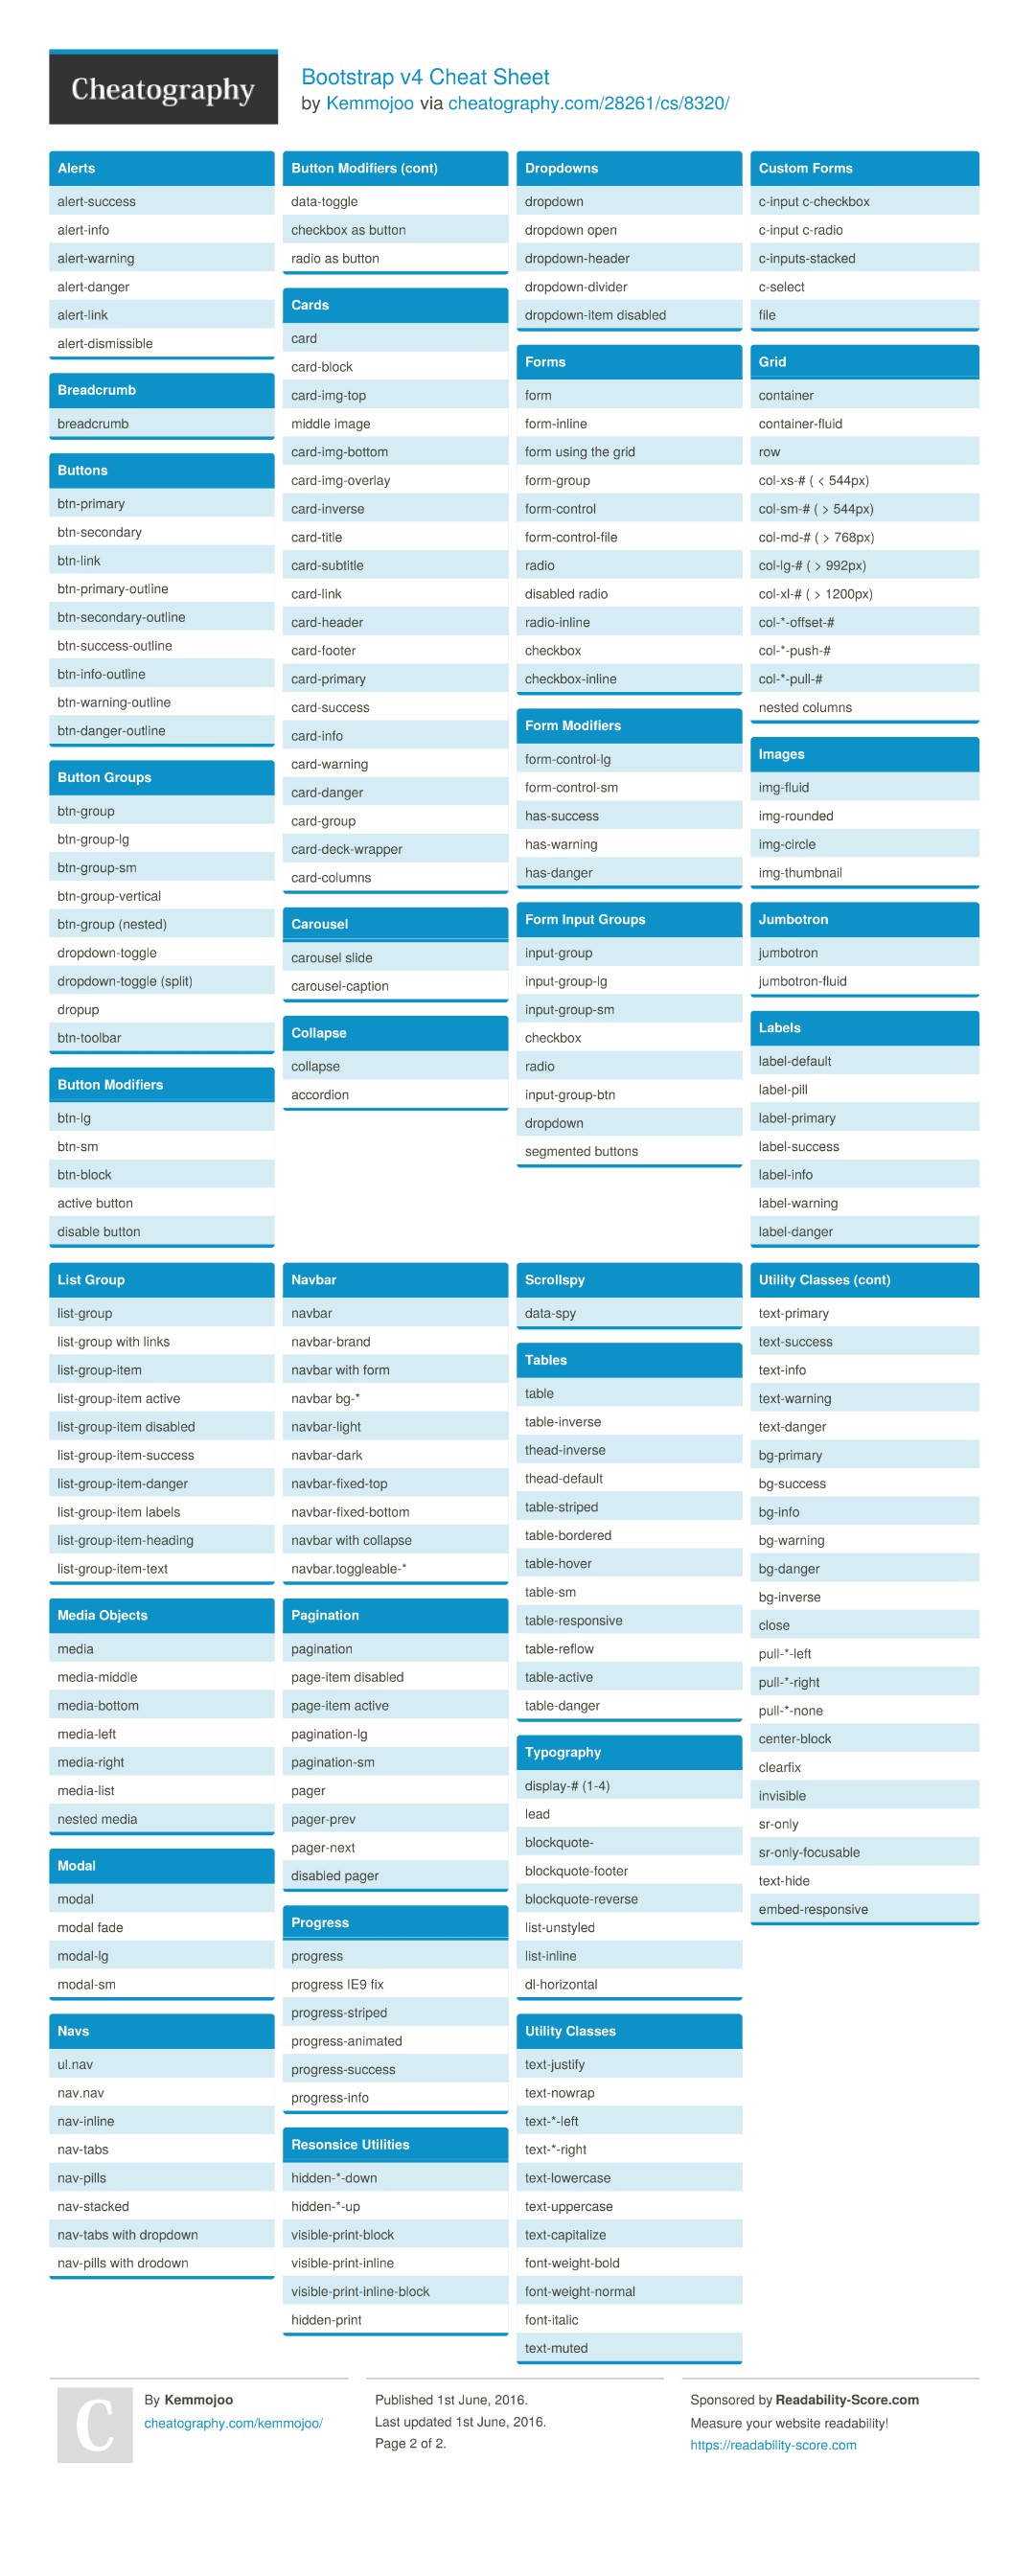 Cheatography
Bootstrap v4 Cheat Sheet
by Kemmojoo via cheatography.com/28261/cs/8320/
Alerts
alert-success
alert-info
alert-warning
alert-danger
alert-link
alert-dismissible
Breadcrumb
breadcrumb
Buttons
btn-primary
btn-secondary
btn-link
btn-primary-outline
btn-secondary-outline
btn-success-outline
btn-info-outline
btn-warning-outline
btn-danger-outline
Button Groups
btn-group
btn-group-lg
btn-group-sm
btn-group-vertical
btn-group (nested)
dropdown-toggle
dropdown-toggle (split)
dropup
btn-toolbar
Button Modifiers
btn-lg
btn-sm
btn-block
active button
disable button
Button Modifiers (cont)
data-toggle
checkbox as button
radio as button
Cards
card
card-block
card-img-top
middle image
card-img-bottom
card-img-overlay
card-inverse
card-title
card-subtitle
card-link
card-header
card-footer
card-primary
card-success
card-info
card-warning
card-danger
card-group
card-deck-wrapper
card-columns
Carousel
carousel slide
carousel-caption
Collapse
collapse
accordion
Dropdowns
dropdown
dropdown open
dropdown-header
dropdown-divider
dropdown-item disabled
Forms
form
form-inline
form using the grid
form-group
form-control
form-control-file
radio
disabled radio
radio-inline
checkbox
checkbox-inline
Form Modifiers
form-control-lg
form-control-sm
has-success
has-warning
has-danger
Form Input Groups
input-group
input-group-lg
input-group-sm
checkbox
radio
input-group-btn
dropdown
segmented buttons
Custom Forms
c-input c-checkbox
c-input c-radio
c-inputs-stacked
c-select
file
Grid
container
container-fluid
row
col-xs-# ( < 544px)
col-sm-# ( > 544px)
col-md-# ( > 768px)
col-lg-# ( > 992px)
col-xl-# ( > 1200px)
col-*-offset-#
col-*-push-#
col-*-pull-#
nested columns
Images
img-fluid
img-rounded
img-circle
img-thumbnail
Jumbotron
jumbotron
jumbotron-fluid
Labels
label-default
label-pill
label-primary
label-success
label-info
label-warning
label-danger
List Group
list-group
list-group with links
list-group-item
list-group-item active
list-group-item disabled
list-group-item-success
list-group-item-danger
list-group-item labels
list-group-item-heading
list-group-item-text
Media Objects
media
media-middle
media-bottom
media-left
media-right
media-list
nested media
Modal
modal
modal fade
modal-lg
modal-sm
Navs
ul.nav
nav.nav
nav-inline
nav-tabs
nav-pills
nav-stacked
nav-tabs with dropdown
nav-pills with drodown
Navbar
navbar
navbar-brand
navbar with form
navbar bg-*
navbar-light
navbar-dark
navbar-fixed-top
navbar-fixed-bottom
navbar with collapse
navbar.toggleable-*
Pagination
pagination
page-item disabled
page-item active
pagination-lg
pagination-sm
pager
pager-prev
pager-next
disabled pager
Progress
progress
progress IE9 fix
progress-striped
progress-animated
progress-success
progress-info
Resonsice Utilities
hidden-*-down
hidden-*-up
visible-print-block
visible-print-inline
visible-print-inline-block
hidden-print
Scrollspy
data-spy
Tables
table
table-inverse
thead-inverse
thead-default
table-striped
table-bordered
table-hover
table-sm
table-responsive
table-reflow
table-active
table-danger
Typography
display-# (1-4)
lead
blockquote-
blockquote-footer
blockquote-reverse
list-unstyled
list-inline
dl-horizontal
Utility Classes
text-justify
text-nowrap
text-*-left
text-*-right
text-lowercase
text-uppercase
text-capitalize
font-weight-bold
font-weight-normal
font-italic
text-muted
Utility Classes (cont)
text-primary
text-success
text-info
text-warning
text-danger
bg-primary
bg-success
bg-info
bg-warning
bg-danger
bg-inverse
close
pull-*-left
pull-*-right
pull-*-none
center-block
clearfix
invisible
sr-only
sr-only-focusable
text-hide
embed-responsive
C
By Kemmojoo
cheatography.com/kemmojoo/
Published 1st June, 2016.
Last updated 1st June, 2016.
Page 2 of 2.
Sponsored by Readability-Score.com
Measure your website readability!
https://readability-score.com